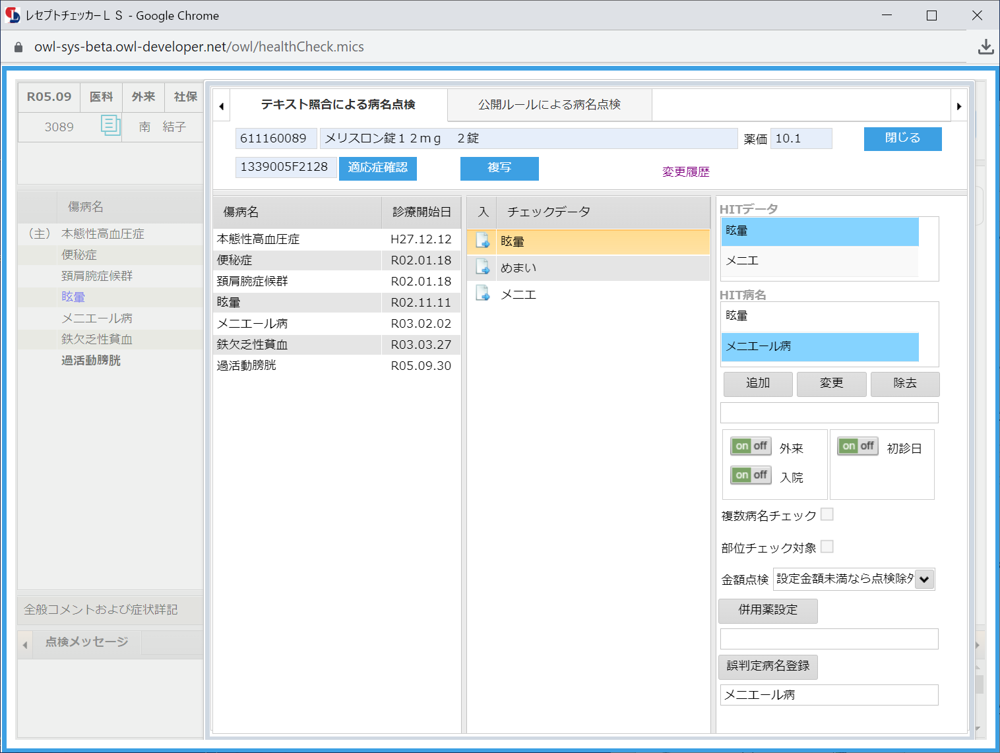 レセプトチェッカーＬＳ - Google Chrome
owl-sys-beta.owl-developer.net/owl/healthCheck.mics
R05.09 医科 外来 社保
3089 南 結子
傷病名
（主） 本態性高血圧症
便秘症
頚肩腕症候群
眩暈
メニエール病
鉄欠乏性貧血
過活動膀胱
全般コメントおよび症状詳記
点検メッセージ
テキスト照合による病名点検 公開ルールによる病名点検
611160089 メリスロン錠１２ｍｇ ２錠 薬価 10.1 閉じる
1339005F2128 適応症確認 複写 変更履歴
傷病名 診療開始日
本態性高血圧症 H27.12.12
便秘症 R02.01.18
頚肩腕症候群 R02.01.18
眩暈 R02.11.11
メニエール病 R03.02.02
鉄欠乏性貧血 R03.03.27
過活動膀胱 R05.09.30
入 チェックデータ
眩暈
めまい
メニエ
HITデータ
眩暈
メニエ
HIT病名
眩暈
メニエール病
追加 変更 除去
on off 外来
on off 入院
on off 初診日
複数病名チェック
部位チェック対象
金額点検 設定金額未満なら点検除外
併用薬設定
誤判定病名登録
メニエール病